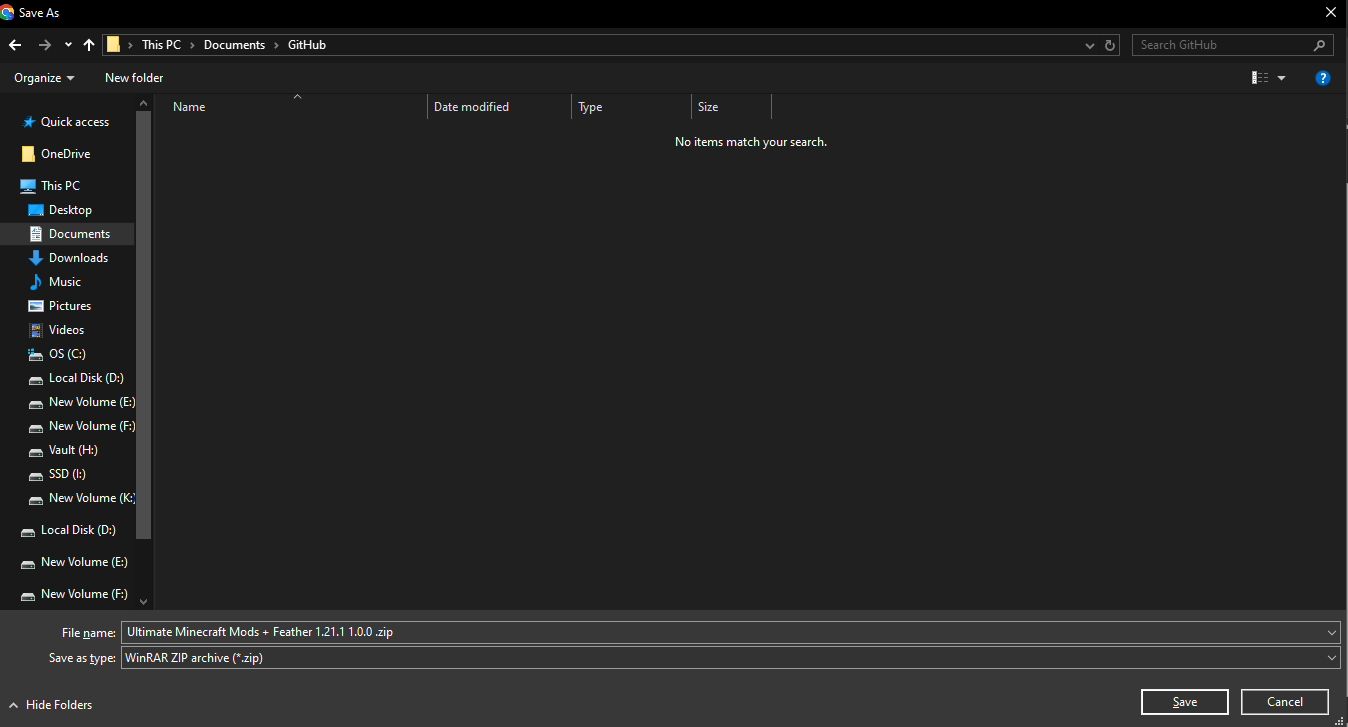 Save As
This PC › Documents › GitHub
Search GitHub
Organize
New folder
?
Name
Date modified
Type
Size
No items match your search.
Quick access
OneDrive
This PC
Desktop
Documents
Downloads
Music
Pictures
Videos
OS (C:)
Local Disk (D:)
New Volume (E:)
New Volume (F:)
Vault (H:)
SSD (I:)
New Volume (K:)
Local Disk (D:)
New Volume (E:)
New Volume (F:)
File name: Ultimate Minecraft Mods + Feather 1.21.1 1.0.0 .zip
Save as type: WinRAR ZIP archive (*.zip)
Hide Folders
Save
Cancel